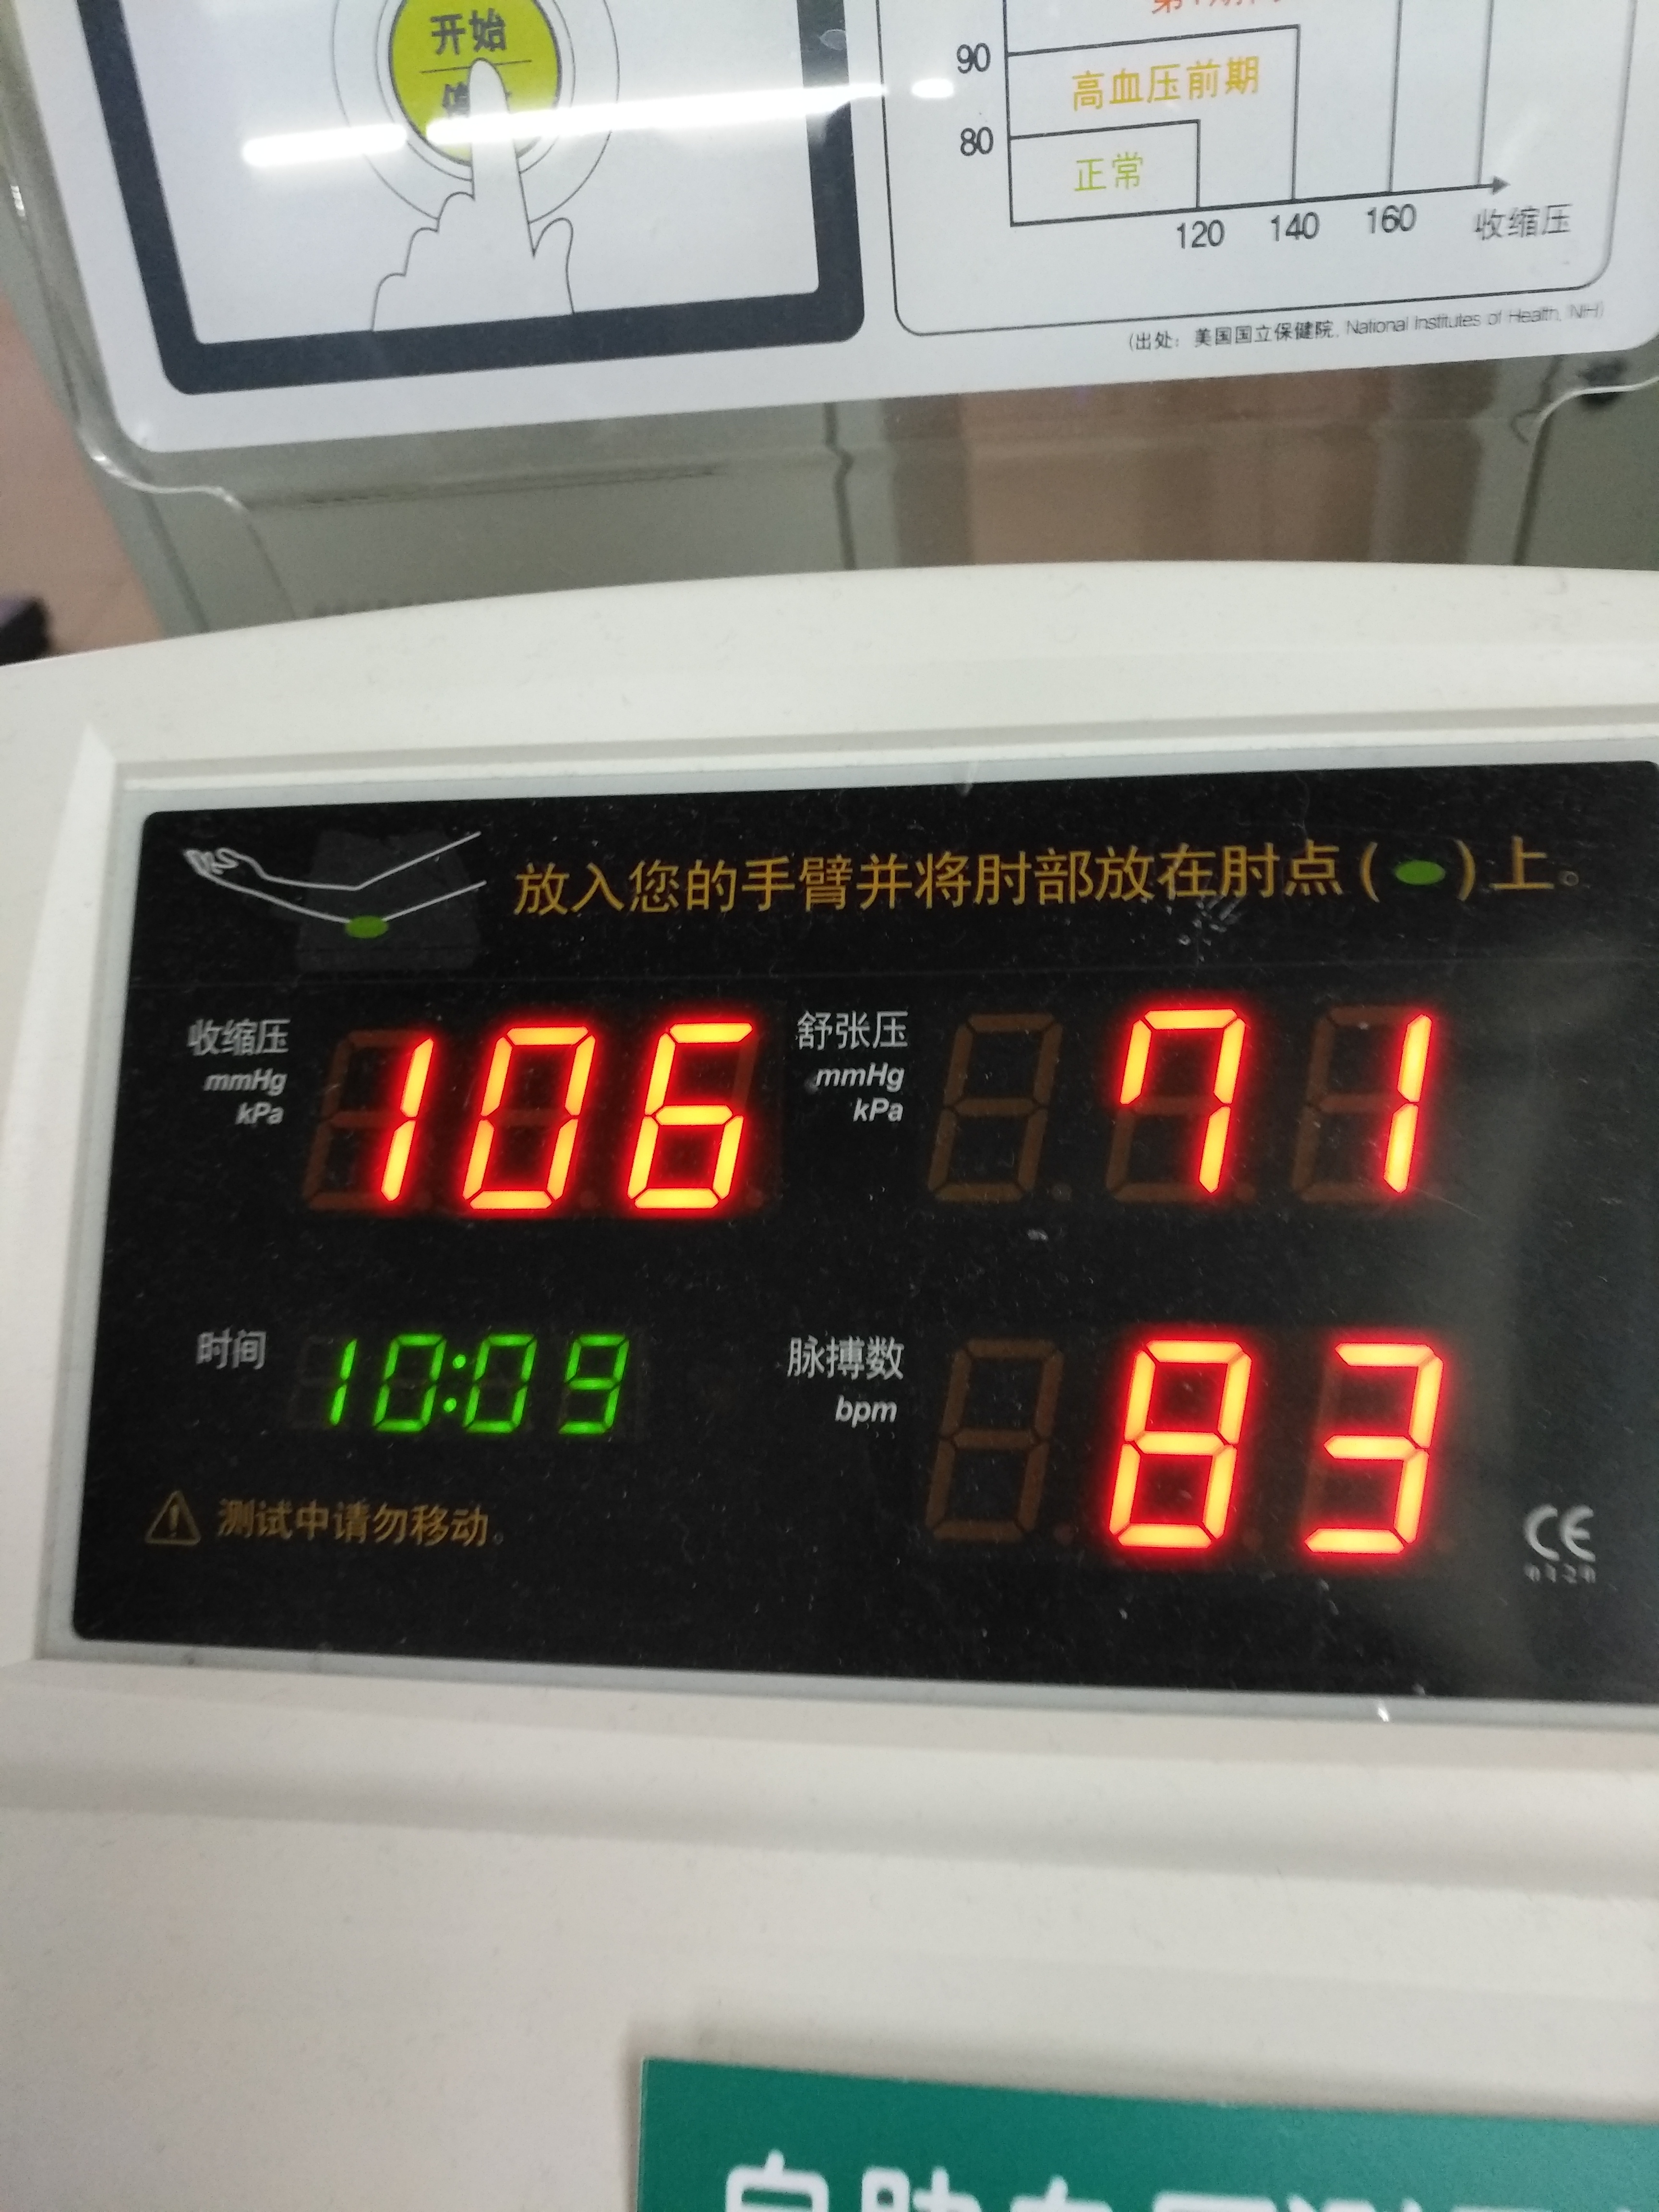 开始
90
高血压前期
80
正常
120 140 160 收缩压
(出处: 美国国立保健院, National Institutes of Health, NIH)
放入您的手臂并将肘部放在肘点( )上。
收缩压
mmHg
kPa
106
舒张压
mmHg
kPa
71
时间
10:09
脉搏数
bpm
83
测试中请勿移动。
CE